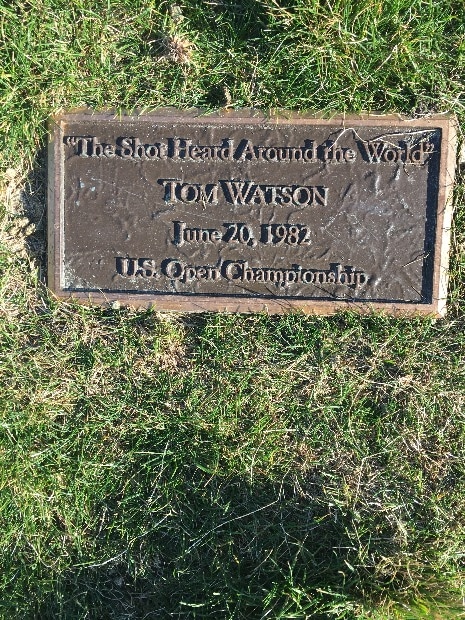 "The Shot Heard Around the World"
TOM WATSON
June 20, 1982
U.S. Open Championship